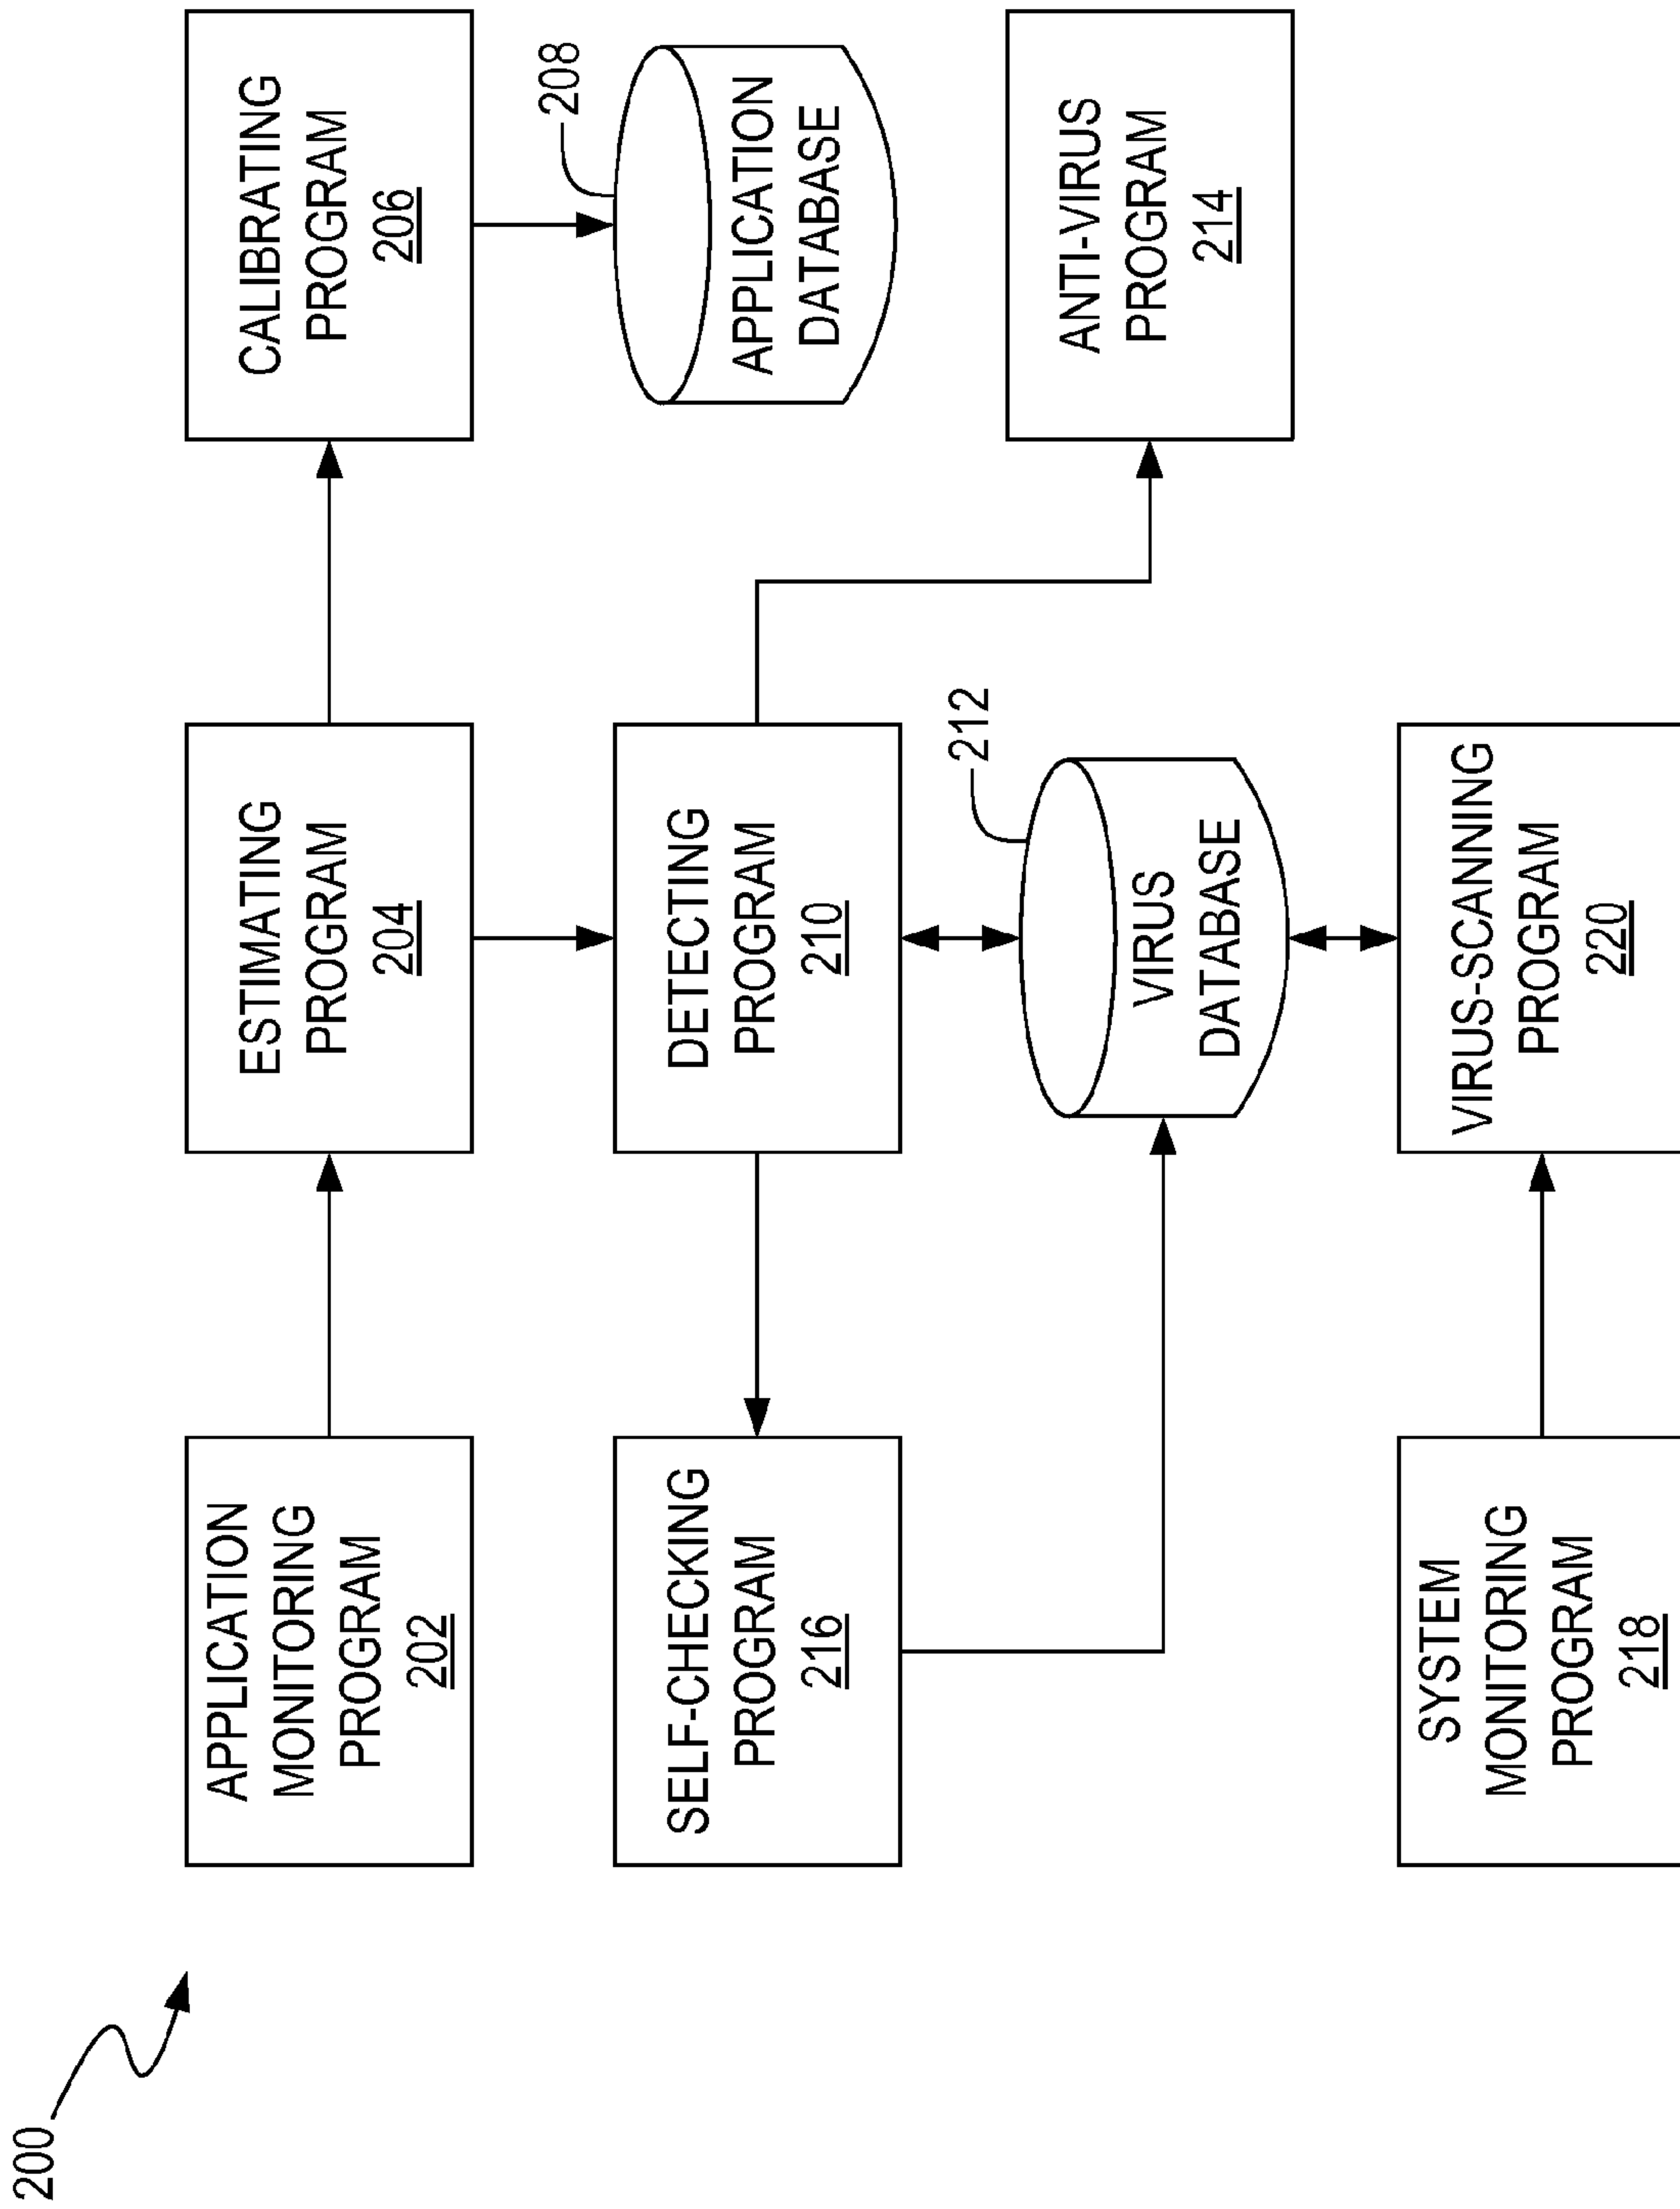 200
APPLICATION
MONITORING
PROGRAM
202
ESTIMATING
PROGRAM
204
CALIBRATING
PROGRAM
206
208
APPLICATION
DATABASE
SELF-CHECKING
PROGRAM
216
DETECTING
PROGRAM
210
212
VIRUS
DATABASE
ANTI-VIRUS
PROGRAM
214
SYSTEM
MONITORING
PROGRAM
218
VIRUS-SCANNING
PROGRAM
220